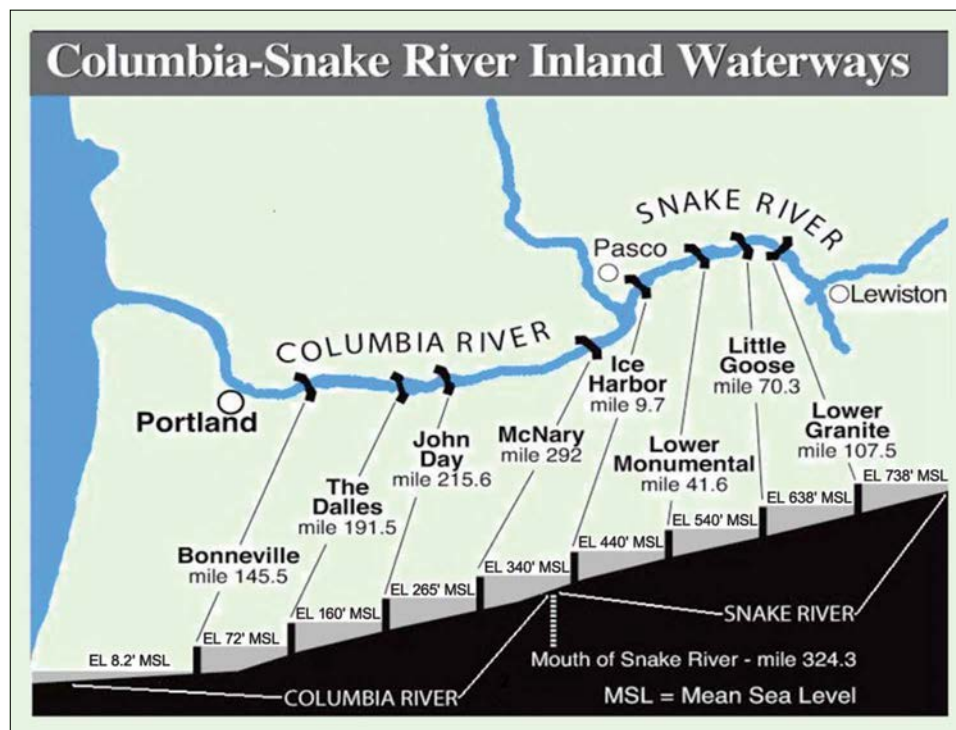 Columbia-Snake River Inland Waterways
SNAKE RIVER
Pasco
Lewiston
COLUMBIA RIVER
Portland
Ice
Harbor
mile 9.7
Little
Goose
mile 70.3
Lower
Granite
mile 107.5
McNary
mile 292
John
Day
mile 215.6
Lower
Monumental
mile 41.6
The
Dalles
mile 191.5
Bonneville
mile 145.5
EL 738' MSL
EL 638' MSL
EL 540' MSL
EL 440' MSL
EL 340' MSL
EL 265' MSL
EL 160' MSL
EL 72' MSL
EL 8.2' MSL
SNAKE RIVER
Mouth of Snake River - mile 324.3
COLUMBIA RIVER
MSL = Mean Sea Level